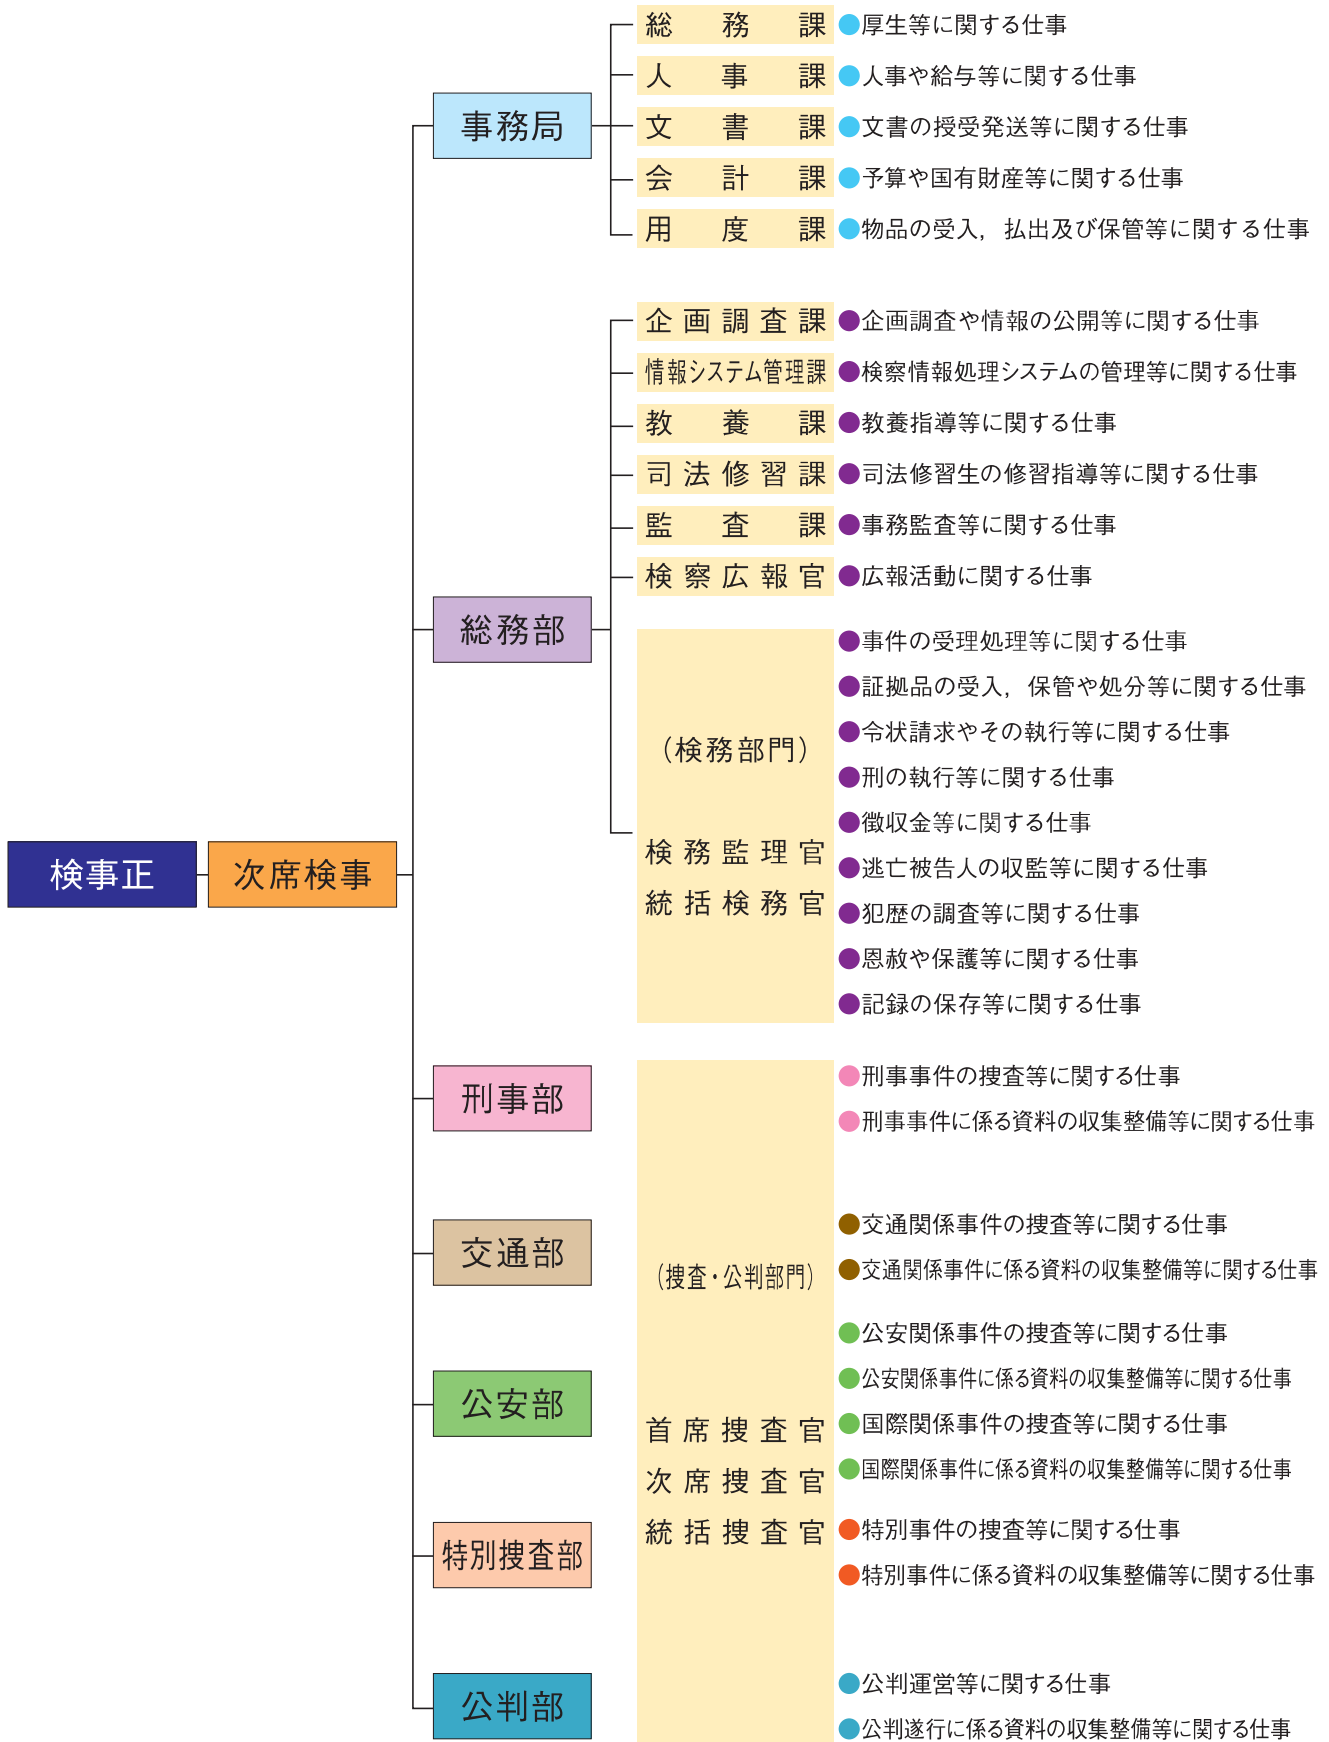 検事正
次席検事
事務局
総務課
●厚生等に関する仕事
人事課
●人事や給与等に関する仕事
文書課
●文書の授受発送等に関する仕事
会計課
●予算や国有財産等に関する仕事
用度課
●物品の受入，払出及び保管等に関する仕事
総務部
企画調査課
●企画調査や情報の公開等に関する仕事
情報システム管理課
●検察情報処理システムの管理等に関する仕事
教養課
●教養指導等に関する仕事
司法修習課
●司法修習生の修習指導等に関する仕事
監査課
●事務監査等に関する仕事
検察広報官
●広報活動に関する仕事
（検務部門）
検務監理官
統括検務官
●事件の受理処理等に関する仕事
●証拠品の受入，保管や処分等に関する仕事
●令状請求やその執行等に関する仕事
●刑の執行等に関する仕事
●徴収金等に関する仕事
●逃亡被告人の収監等に関する仕事
●犯歴の調査等に関する仕事
●恩赦や保護等に関する仕事
●記録の保存等に関する仕事
刑事部
交通部
公安部
特別捜査部
公判部
（捜査・公判部門）
首席捜査官
次席捜査官
統括捜査官
●刑事事件の捜査等に関する仕事
●刑事事件に係る資料の収集整備等に関する仕事
●交通関係事件の捜査等に関する仕事
●交通関係事件に係る資料の収集整備等に関する仕事
●公安関係事件の捜査等に関する仕事
●公安関係事件に係る資料の収集整備等に関する仕事
●国際関係事件の捜査等に関する仕事
●国際関係事件に係る資料の収集整備等に関する仕事
●特別事件の捜査等に関する仕事
●特別事件に係る資料の収集整備等に関する仕事
●公判運営等に関する仕事
●公判遂行に係る資料の収集整備等に関する仕事